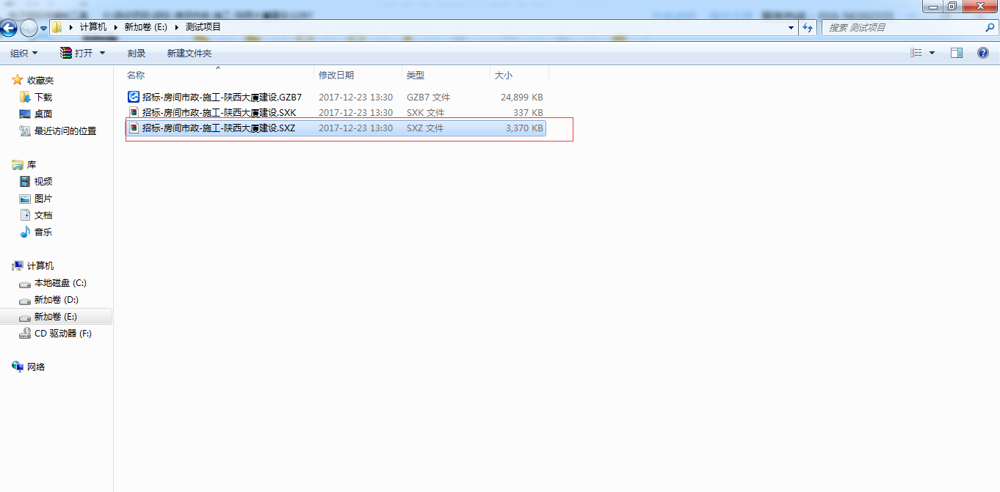 计算机 新加卷 (E:) 测试项目 搜索 测试项目
组织 打开 刻录 新建文件夹
名称 修改日期 类型 大小
招标-房间市政-施工-陕西大厦建设.GZB7 2017-12-23 13:30 GZB7 文件 24,899 KB
招标-房间市政-施工-陕西大厦建设.SXK 2017-12-23 13:30 SXK 文件 337 KB
招标-房间市政-施工-陕西大厦建设.SXZ 2017-12-23 13:30 SXZ 文件 3,370 KB
收藏夹
下载
桌面
最近访问的位置
库
视频
图片
文档
音乐
计算机
本地磁盘 (C:)
新加卷 (D:)
新加卷 (E:)
CD 驱动器 (F:)
网络